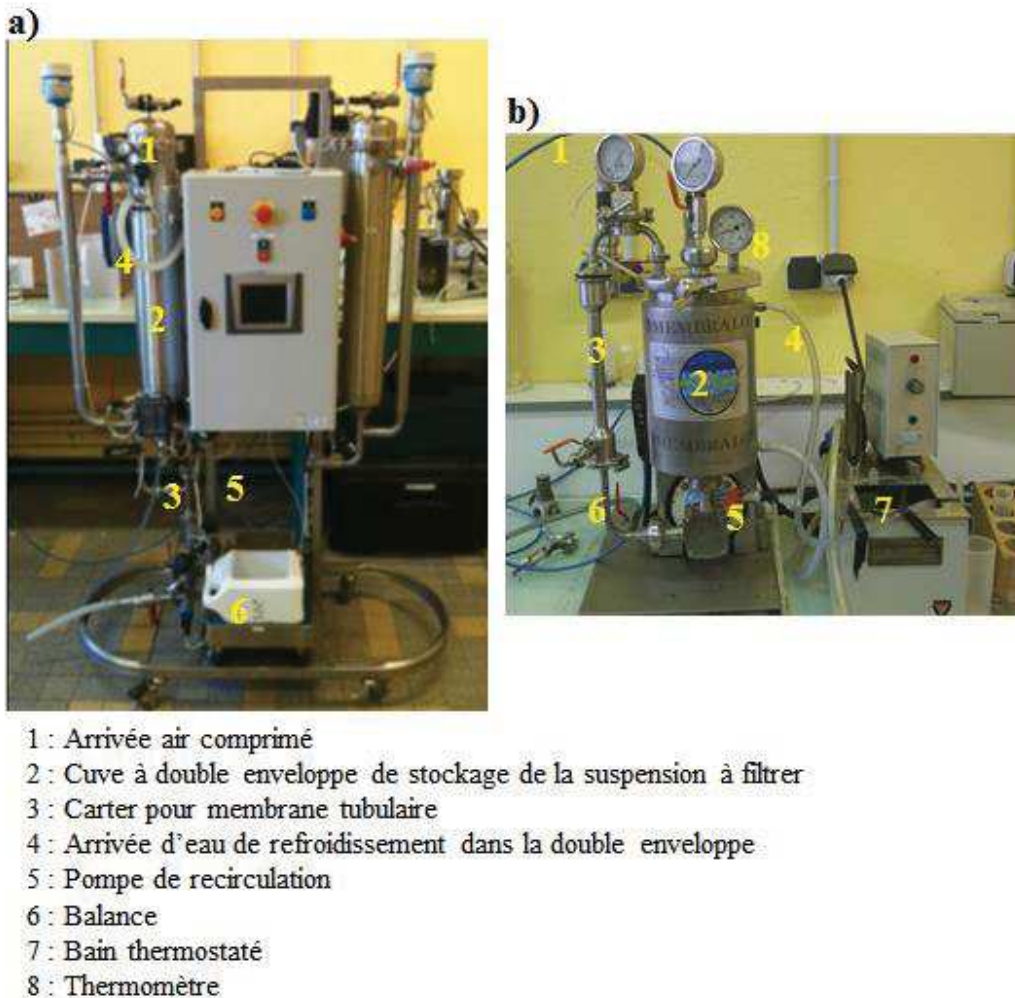 a)
1
4
2
3
5
6
b)
1
8
MEMBRALO
3
4
2
MEMBRALO
6
5
7
1 : Arrivée air comprimé
2 : Cuve à double enveloppe de stockage de la suspension à filtrer
3 : Carter pour membrane tubulaire
4 : Arrivée d’eau de refroidissement dans la double enveloppe
5 : Pompe de recirculation
6 : Balance
7 : Bain thermostaté
8 : Thermomètre